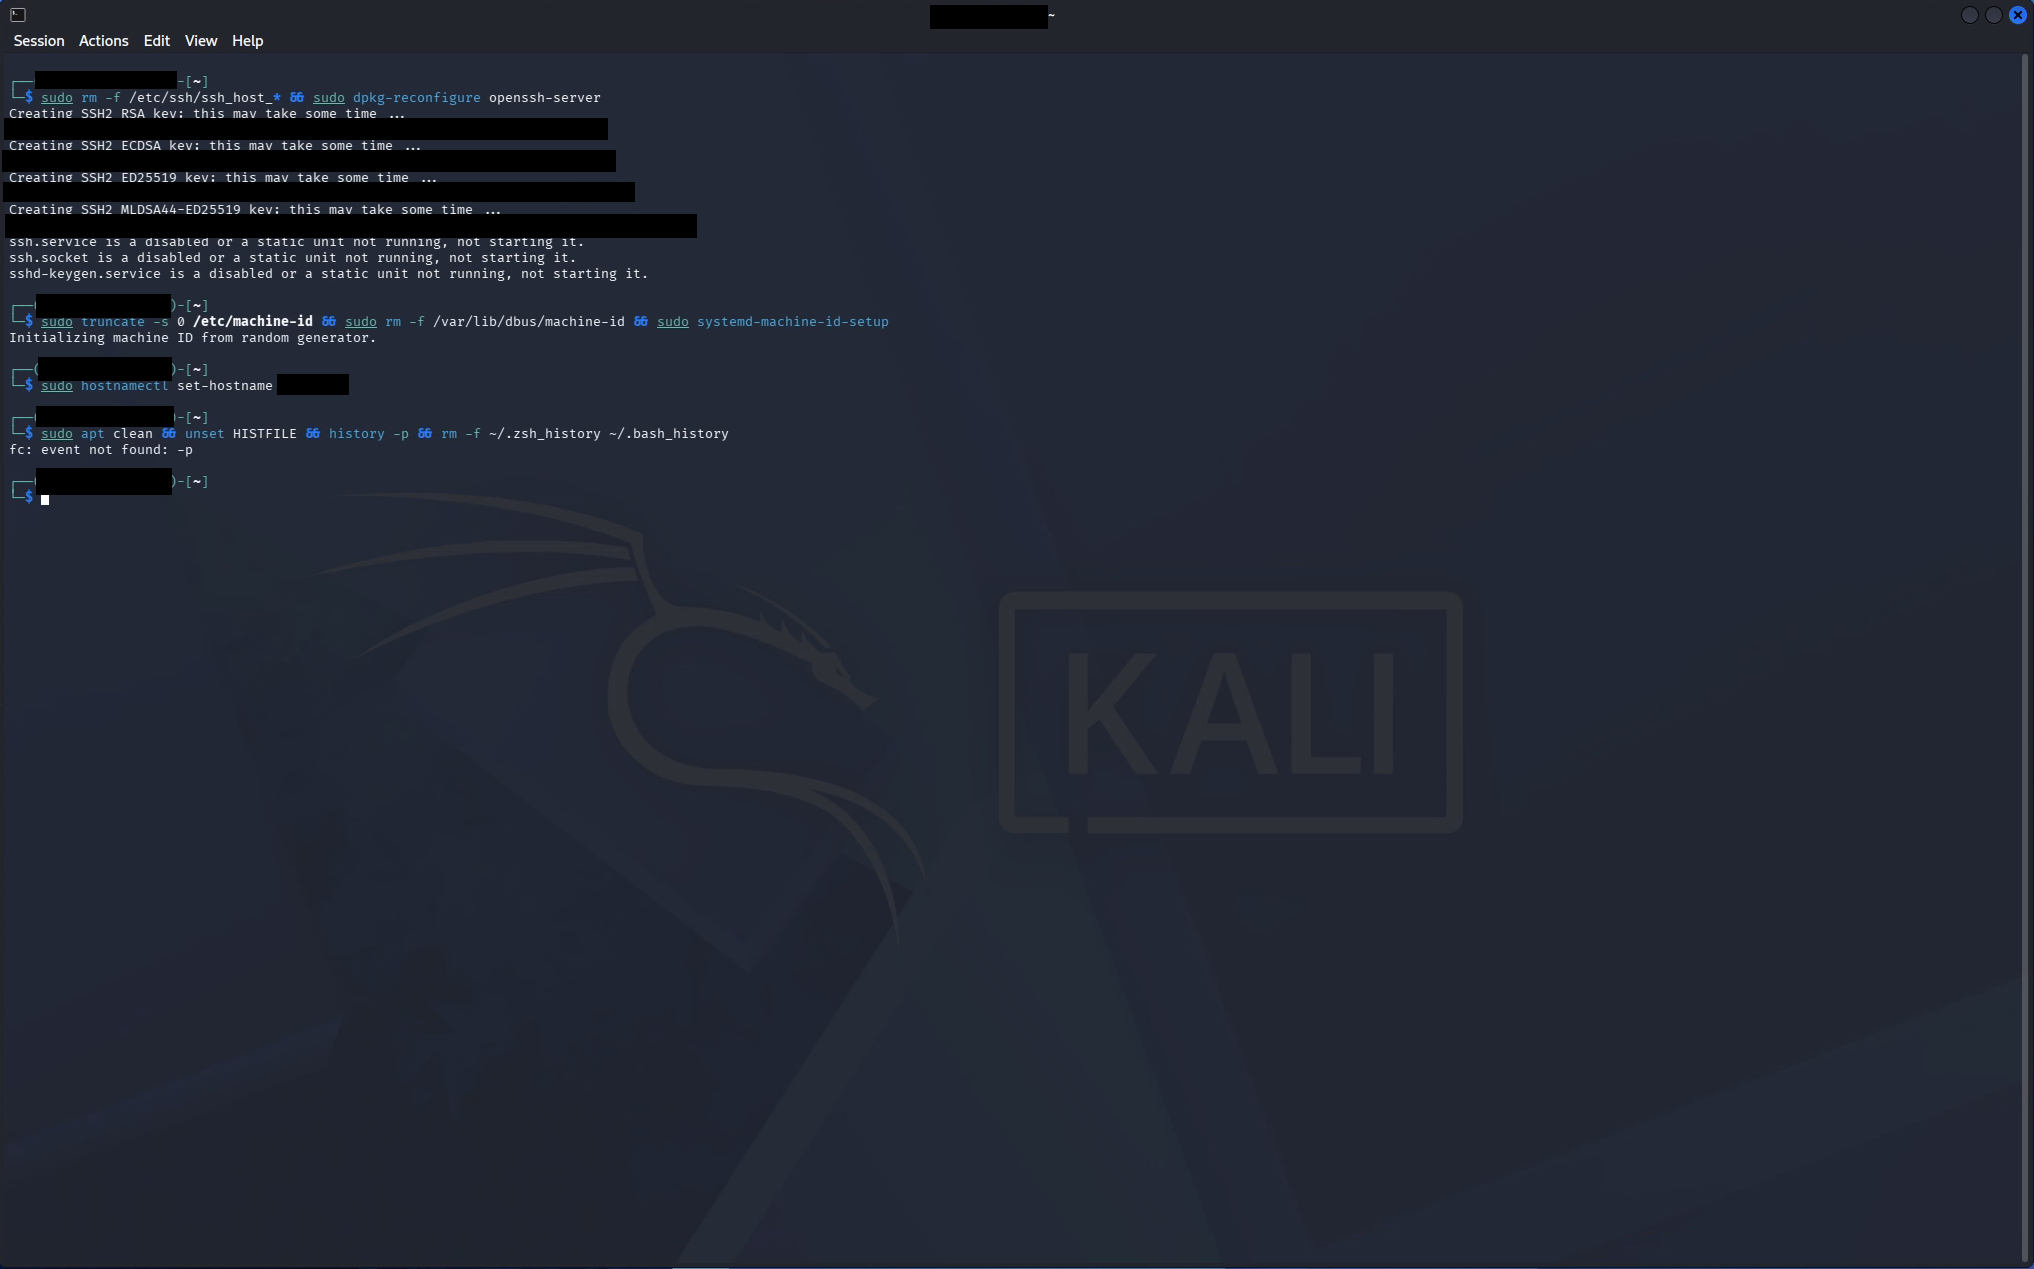 ~
Session Actions Edit View Help
┌── -[~]
└─$ sudo rm -f /etc/ssh/ssh_host_* && sudo dpkg-reconfigure openssh-server
Creating SSH2 RSA key; this may take some time ...
Creating SSH2 ECDSA key; this may take some time ...
Creating SSH2 ED25519 key; this may take some time ...
Creating SSH2 MLDSA44-ED25519 key; this may take some time ...
ssh.service is a disabled or a static unit not running, not starting it.
ssh.socket is a disabled or a static unit not running, not starting it.
sshd-keygen.service is a disabled or a static unit not running, not starting it.
┌──( )-[~]
└─$ sudo truncate -s 0 /etc/machine-id && sudo rm -f /var/lib/dbus/machine-id && sudo systemd-machine-id-setup
Initializing machine ID from random generator.
┌──( )-[~]
└─$ sudo hostnamectl set-hostname
┌──( )-[~]
└─$ sudo apt clean && unset HISTFILE && history -p && rm -f ~/.zsh_history ~/.bash_history
fc: event not found: -p
┌──( )-[~]
└─$
KALI